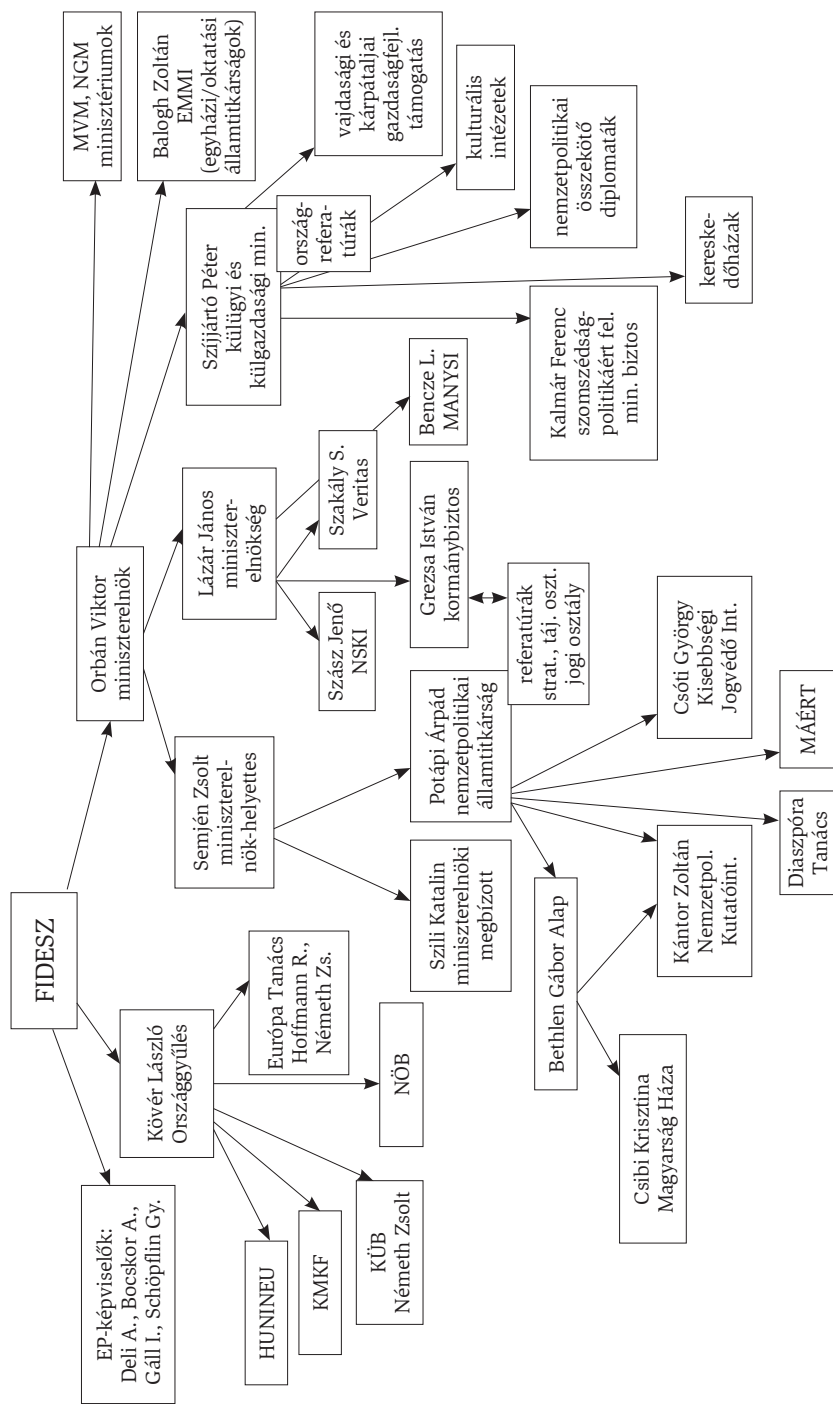 FIDESZ
EP-képviselők:
Deli A., Bocskor A.,
Gáll I., Schöpflin Gy.
Kövér László
Országgyűlés
Orbán Viktor
miniszterelnök
MVM, NGM
minisztériumok
Balogh Zoltán
EMMI
(egyházi/oktatási
államtitkárságok)
Semjén Zsolt
miniszterel-
nök-helyettes
Lázár János
miniszter-
elnökség
Szíjjártó Péter
külügyi és
külgazdasági min.
ország-
refera-
túrák
vajdasági és
kárpátaljai
gazdaságfejl.
támogatás
HUNINEU
KMKF
KÜB
Németh Zsolt
NÖB
Európa Tanács
Hoffmann R.,
Németh Zs.
Szász Jenő
NSKI
Szakály S.
Veritas
Bencze L.
MANYSI
kulturális
intézetek
nemzetpolitikai
összekötő
diplomaták
Szili Katalin
miniszterelnöki
megbízott
Potápi Árpád
nemzetpolitikai
államtitkárság
Grezsa István
kormánybiztos
referatúrák
strat., táj. oszt.
jogi osztály
Kalmár Ferenc
szomszédság-
politikáért fel.
min. biztos
kereske-
dőházak
Bethlen Gábor Alap
Csibi Krisztina
Magyarság Háza
Kántor Zoltán
Nemzetpol.
Kutatóint.
Csóti György
Kisebbségi
Jogvédő Int.
Diaszpóra
Tanács
MÁÉRT